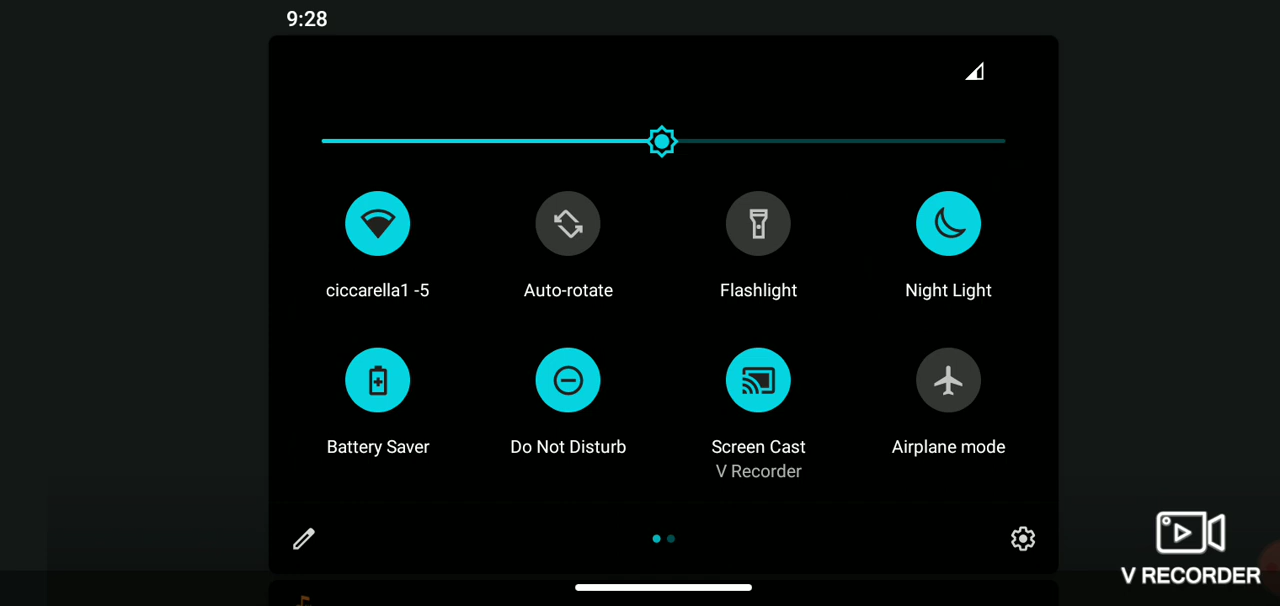 9:28
ciccarella1 -5
Auto-rotate
Flashlight
Night Light
Battery Saver
Do Not Disturb
Screen Cast
V Recorder
Airplane mode
V RECORDER